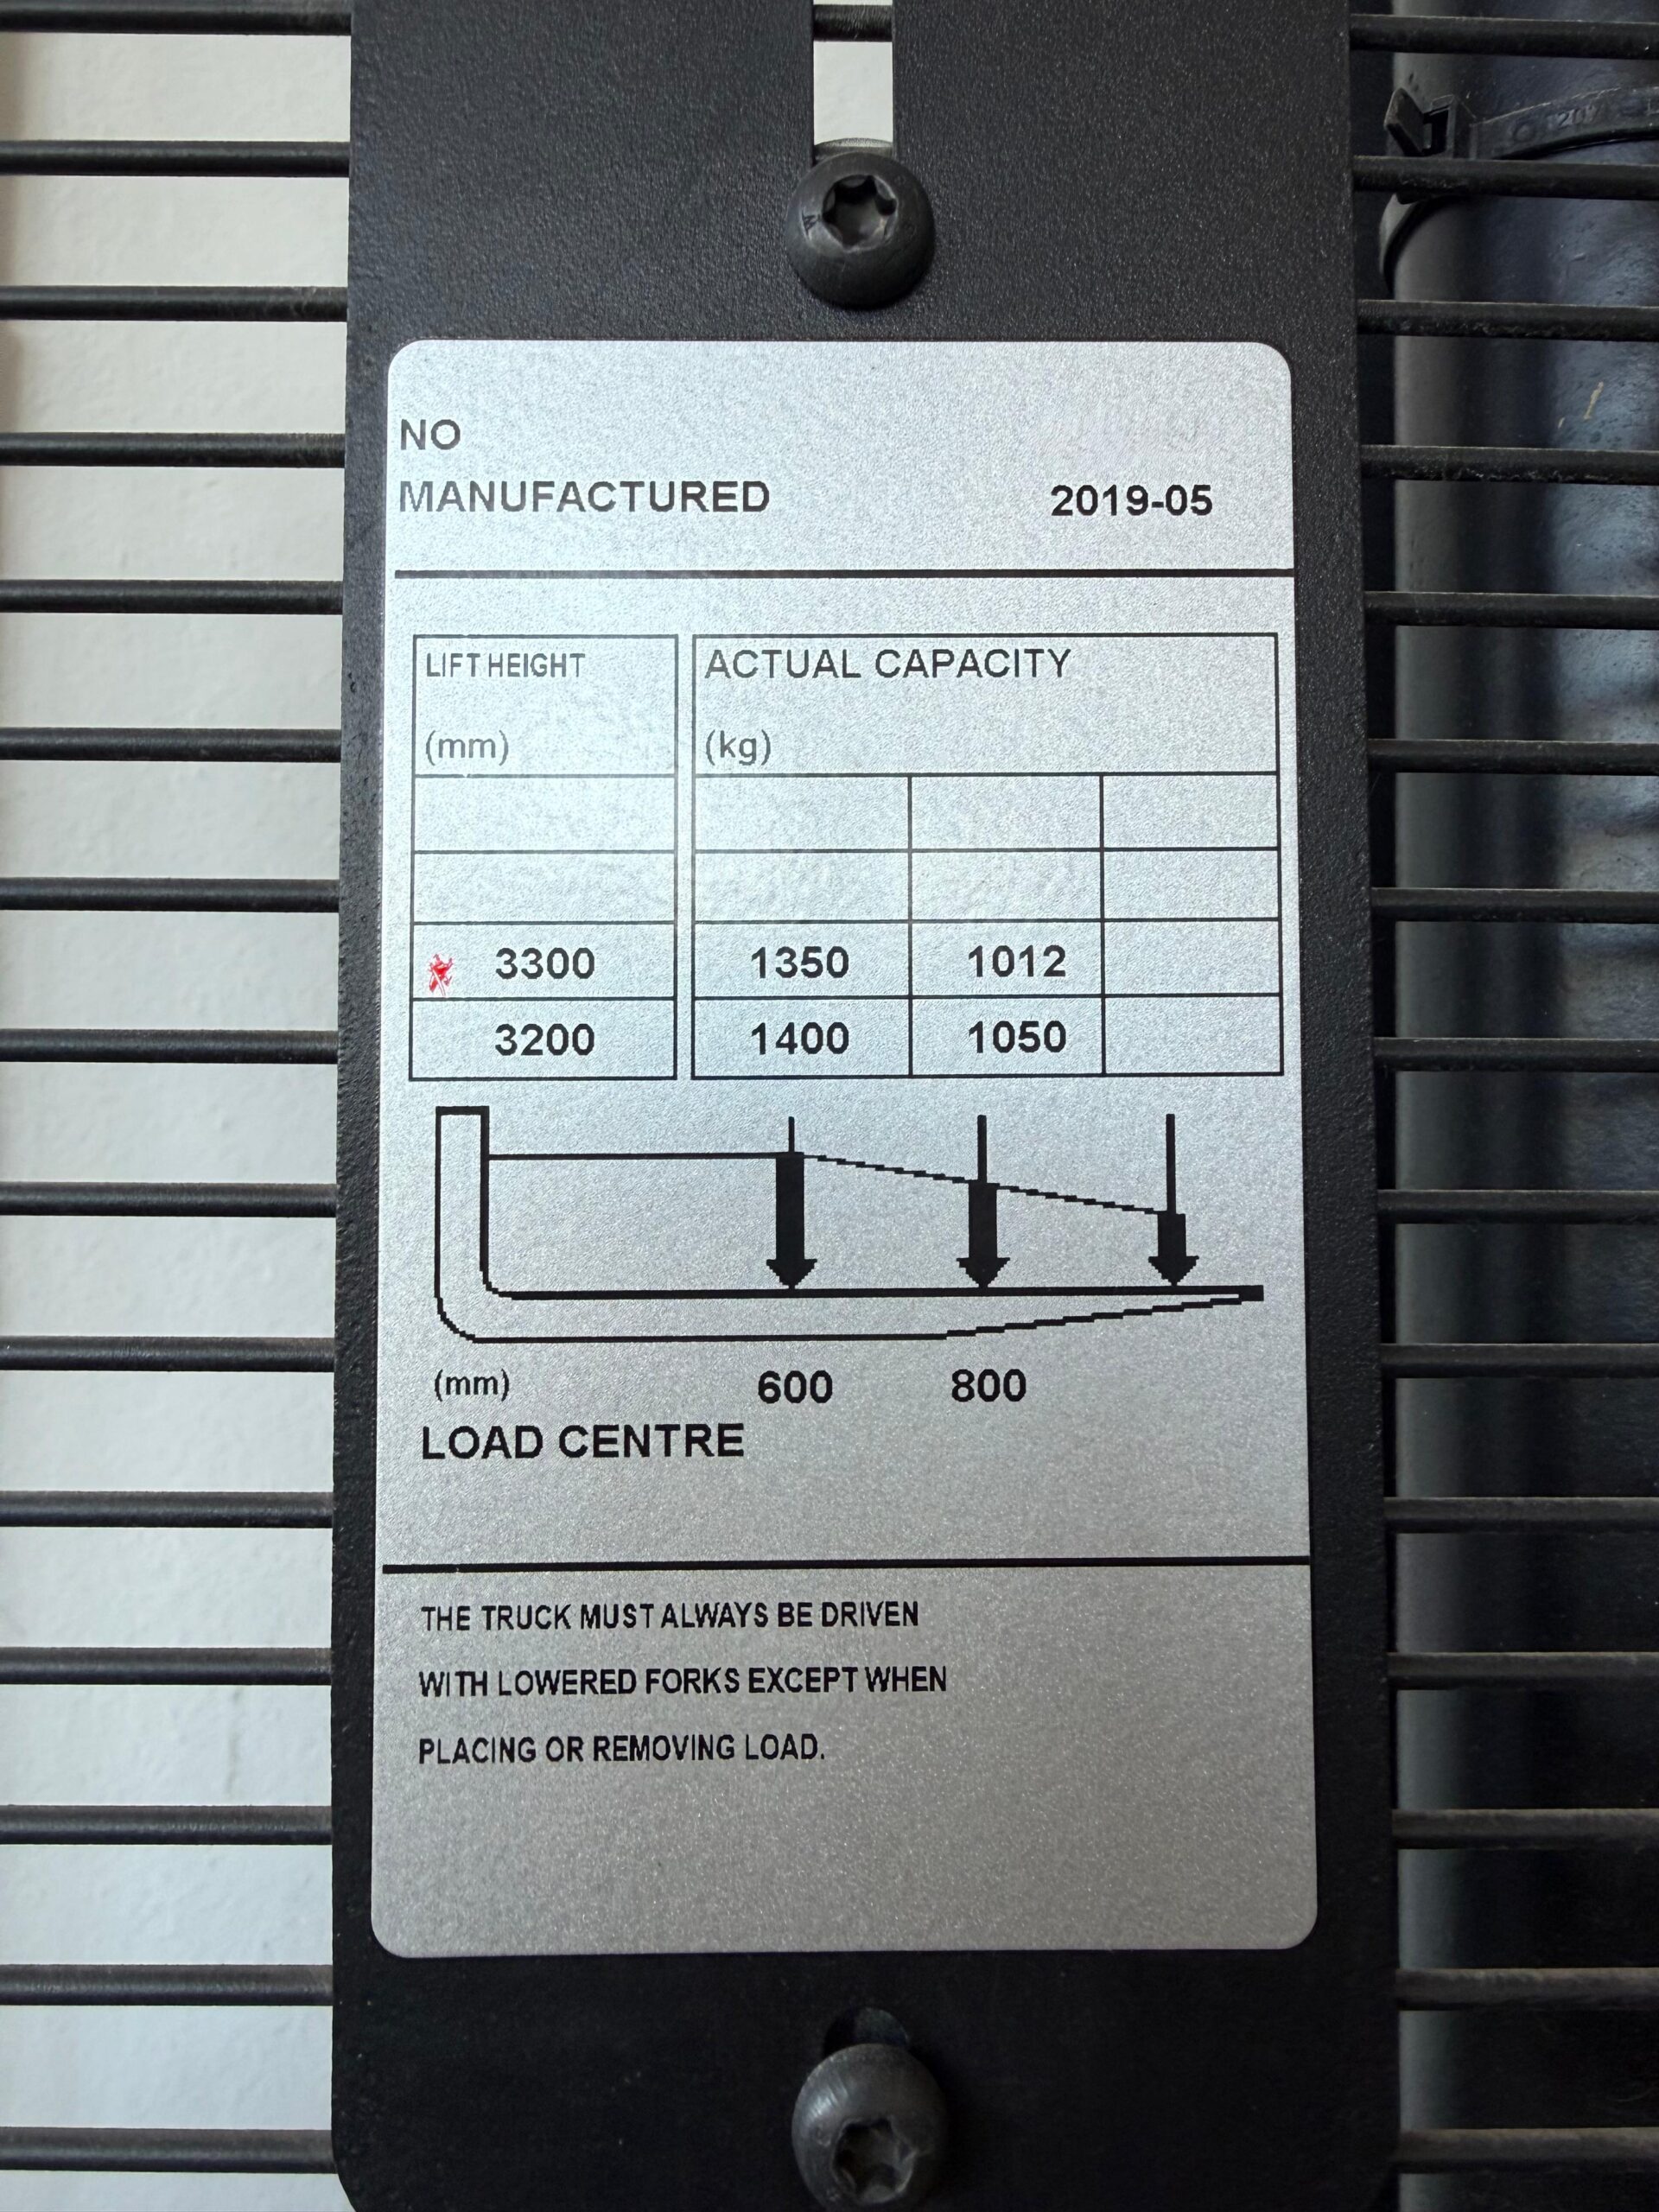 NO
MANUFACTURED 2019-05
LIFT HEIGHT ACTUAL CAPACITY
(mm) (kg)
3300 1350 1012
3200 1400 1050
(mm) 600 800
LOAD CENTRE
THE TRUCK MUST ALWAYS BE DRIVEN
WITH LOWERED FORKS EXCEPT WHEN
PLACING OR REMOVING LOAD.